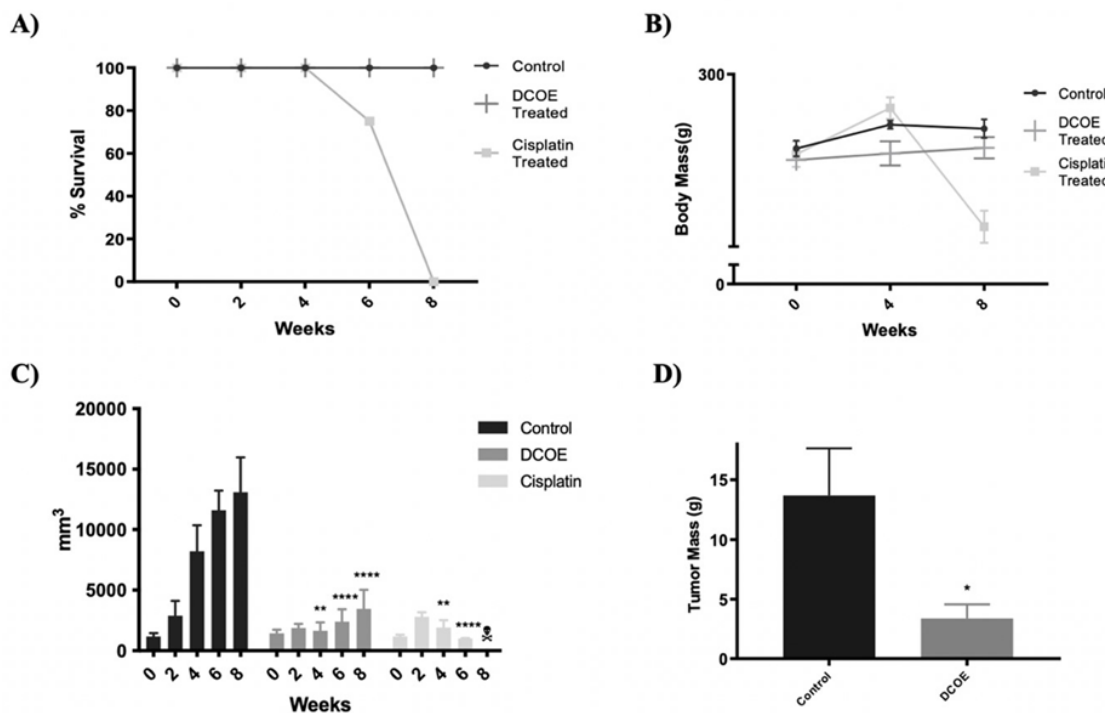 A)
100
80
60
40
20
0
% Survival
0 2 4 6 8
Weeks
Control
DCOE
Treated
Cisplatin
Treated
B)
300
0
Body Mass(g)
0 4 8
Weeks
Control
DCOE
Treated
Cisplatin
Treated
C)
20000
15000
10000
5000
0
mm³
** **** **** ** ****
0 2 4 6 8 0 2 4 6 8 0 2 4 6 8
Weeks
Control
DCOE
Cisplatin
D)
15
10
5
0
Tumor Mass (g)
*
Control DCOE